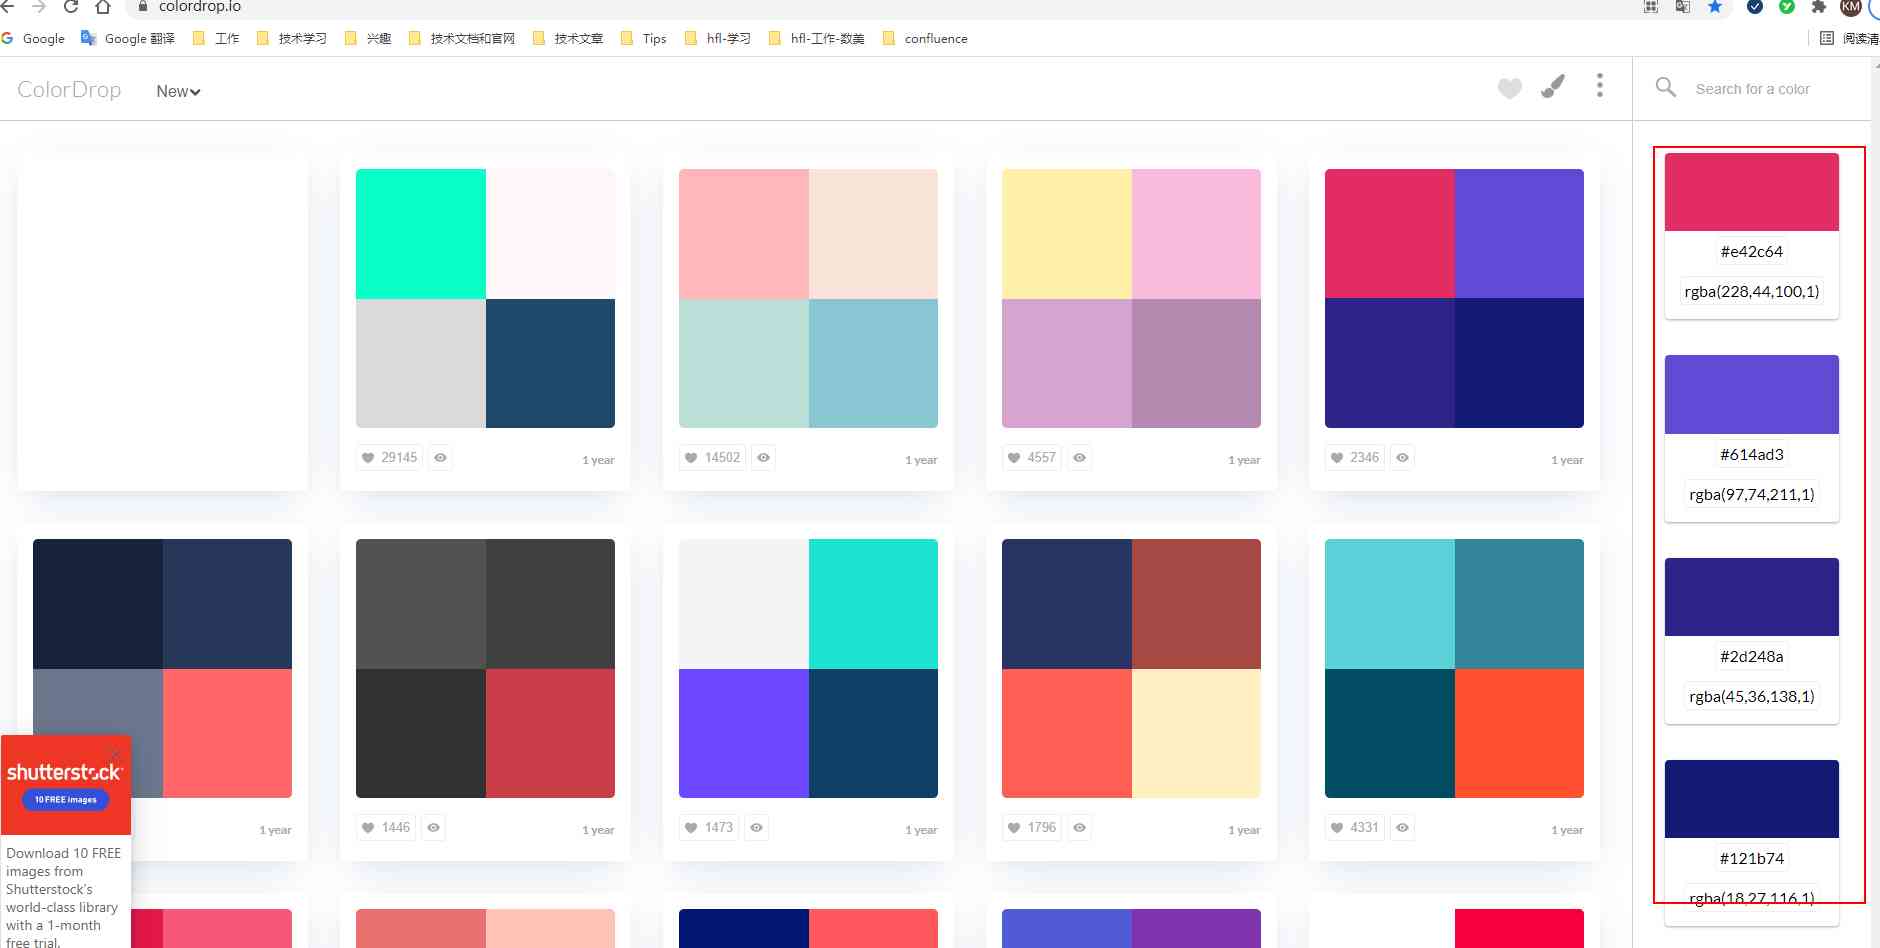 colordrop.io
KM
Google
Google 翻译
工作
技术学习
兴趣
技术文档和官网
技术文章
Tips
hfl-学习
hfl-工作-数美
confluence
阅读清
ColorDrop
New
Search for a color
29145
1 year
14502
1 year
4557
1 year
2346
1 year
1 year
1446
1 year
1473
1 year
1796
1 year
4331
1 year
#e42c64
rgba(228,44,100,1)
#614ad3
rgba(97,74,211,1)
#2d248a
rgba(45,36,138,1)
#121b74
rgba(18,27,116,1)
shutterstock
10 FREE images
Download 10 FREE
images from
Shutterstock's
world-class library
with a 1-month
free trial.